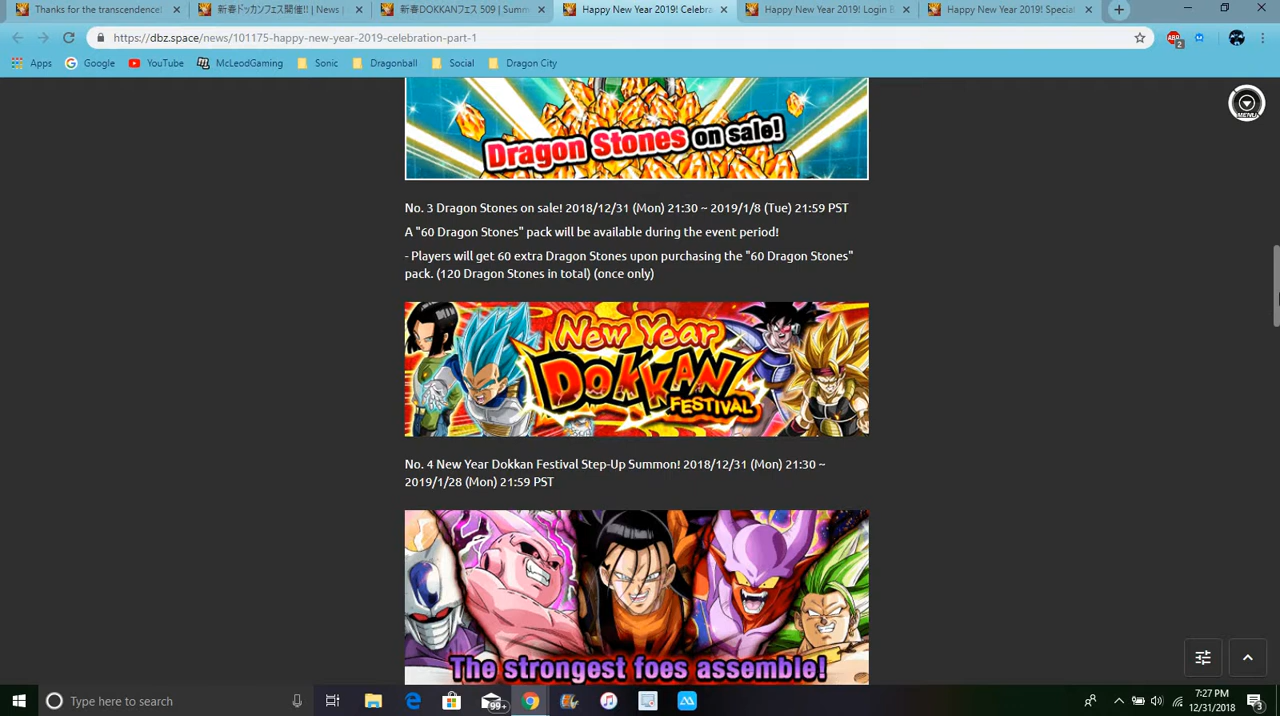 Thanks for the transcendence!
新春ドッカンフェス開催!! | News |
新春DOKKANフェス 509 | Summ
Happy New Year 2019! Celebra
Happy New Year 2019! Login B
Happy New Year 2019! Special
https://dbz.space/news/101175-happy-new-year-2019-celebration-part-1
ABP
2
Apps
Google
YouTube
McLeodGaming
Sonic
Dragonball
Social
Dragon City
MENU
Dragon Stones on sale!
No. 3 Dragon Stones on sale! 2018/12/31 (Mon) 21:30 ~ 2019/1/8 (Tue) 21:59 PST
A "60 Dragon Stones" pack will be available during the event period!
- Players will get 60 extra Dragon Stones upon purchasing the "60 Dragon Stones"
pack. (120 Dragon Stones in total) (once only)
New Year
DOKKAN
FESTIVAL
No. 4 New Year Dokkan Festival Step-Up Summon! 2018/12/31 (Mon) 21:30 ~
2019/1/28 (Mon) 21:59 PST
The strongest foes assemble!
Type here to search
99+
7:27 PM
12/31/2018
3